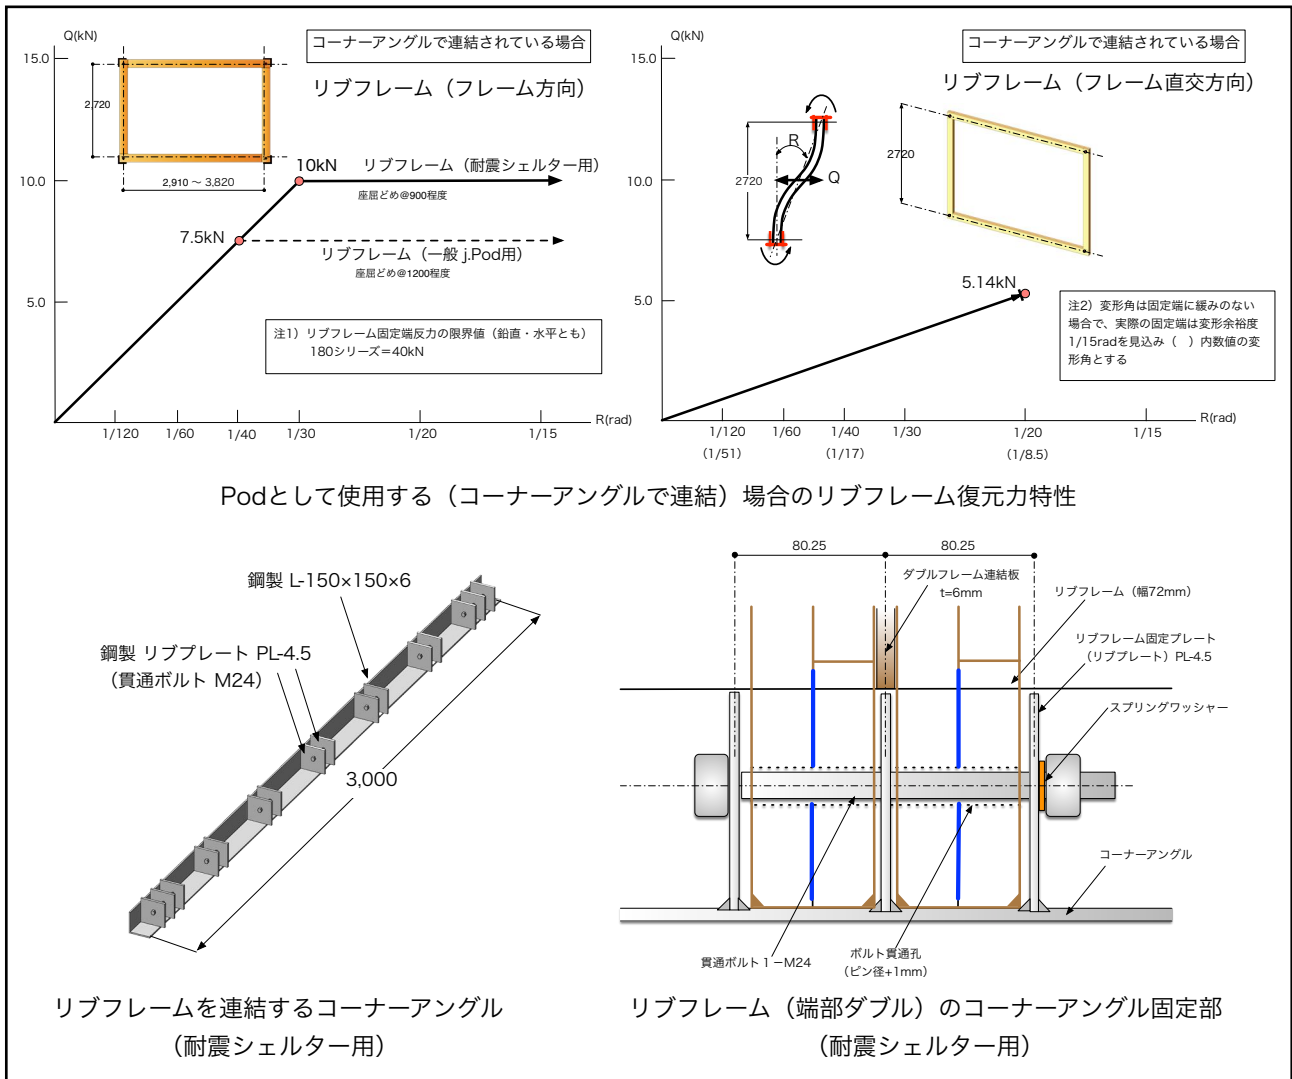 Q(kN)
15.0
コーナーアングルで連結されている場合
リブフレーム（フレーム方向）
2,720
2,910 ～ 3,820
10kN
リブフレーム（耐震シェルター用）
座屈どめ@900程度
10.0
7.5kN
リブフレーム（一般 j.Pod用）
座屈どめ@1200程度
5.0
注1）リブフレーム固定端反力の限界値（鉛直・水平とも）
180シリーズ＝40kN
R(rad)
1/120
1/60
1/40
1/30
1/20
1/15
Q(kN)
15.0
コーナーアングルで連結されている場合
リブフレーム（フレーム直交方向）
R
2720
Q
2720
10.0
5.14kN
5.0
注2）変形角は固定端に緩みのない
場合で、実際の固定端は変形余裕度
1/15radを見込み（　）内数値の変
形角とする
R(rad)
1/120
1/60
1/40
1/30
1/20
1/15
（1/51)
(1/17)
(1/8.5)
Podとして使用する（コーナーアングルで連結）場合のリブフレーム復元力特性
鋼製 L-150×150×6
鋼製 リブプレート PL-4.5
（貫通ボルト M24）
3,000
リブフレームを連結するコーナーアングル
（耐震シェルター用）
80.25
80.25
ダブルフレーム連結板
t=6mm
リブフレーム（幅72mm）
リブフレーム固定プレート
（リブプレート）PL-4.5
スプリングワッシャー
コーナーアングル
貫通ボルト１－M24
ボルト貫通孔
（ピン径+1mm）
リブフレーム（端部ダブル）のコーナーアングル固定部
（耐震シェルター用）